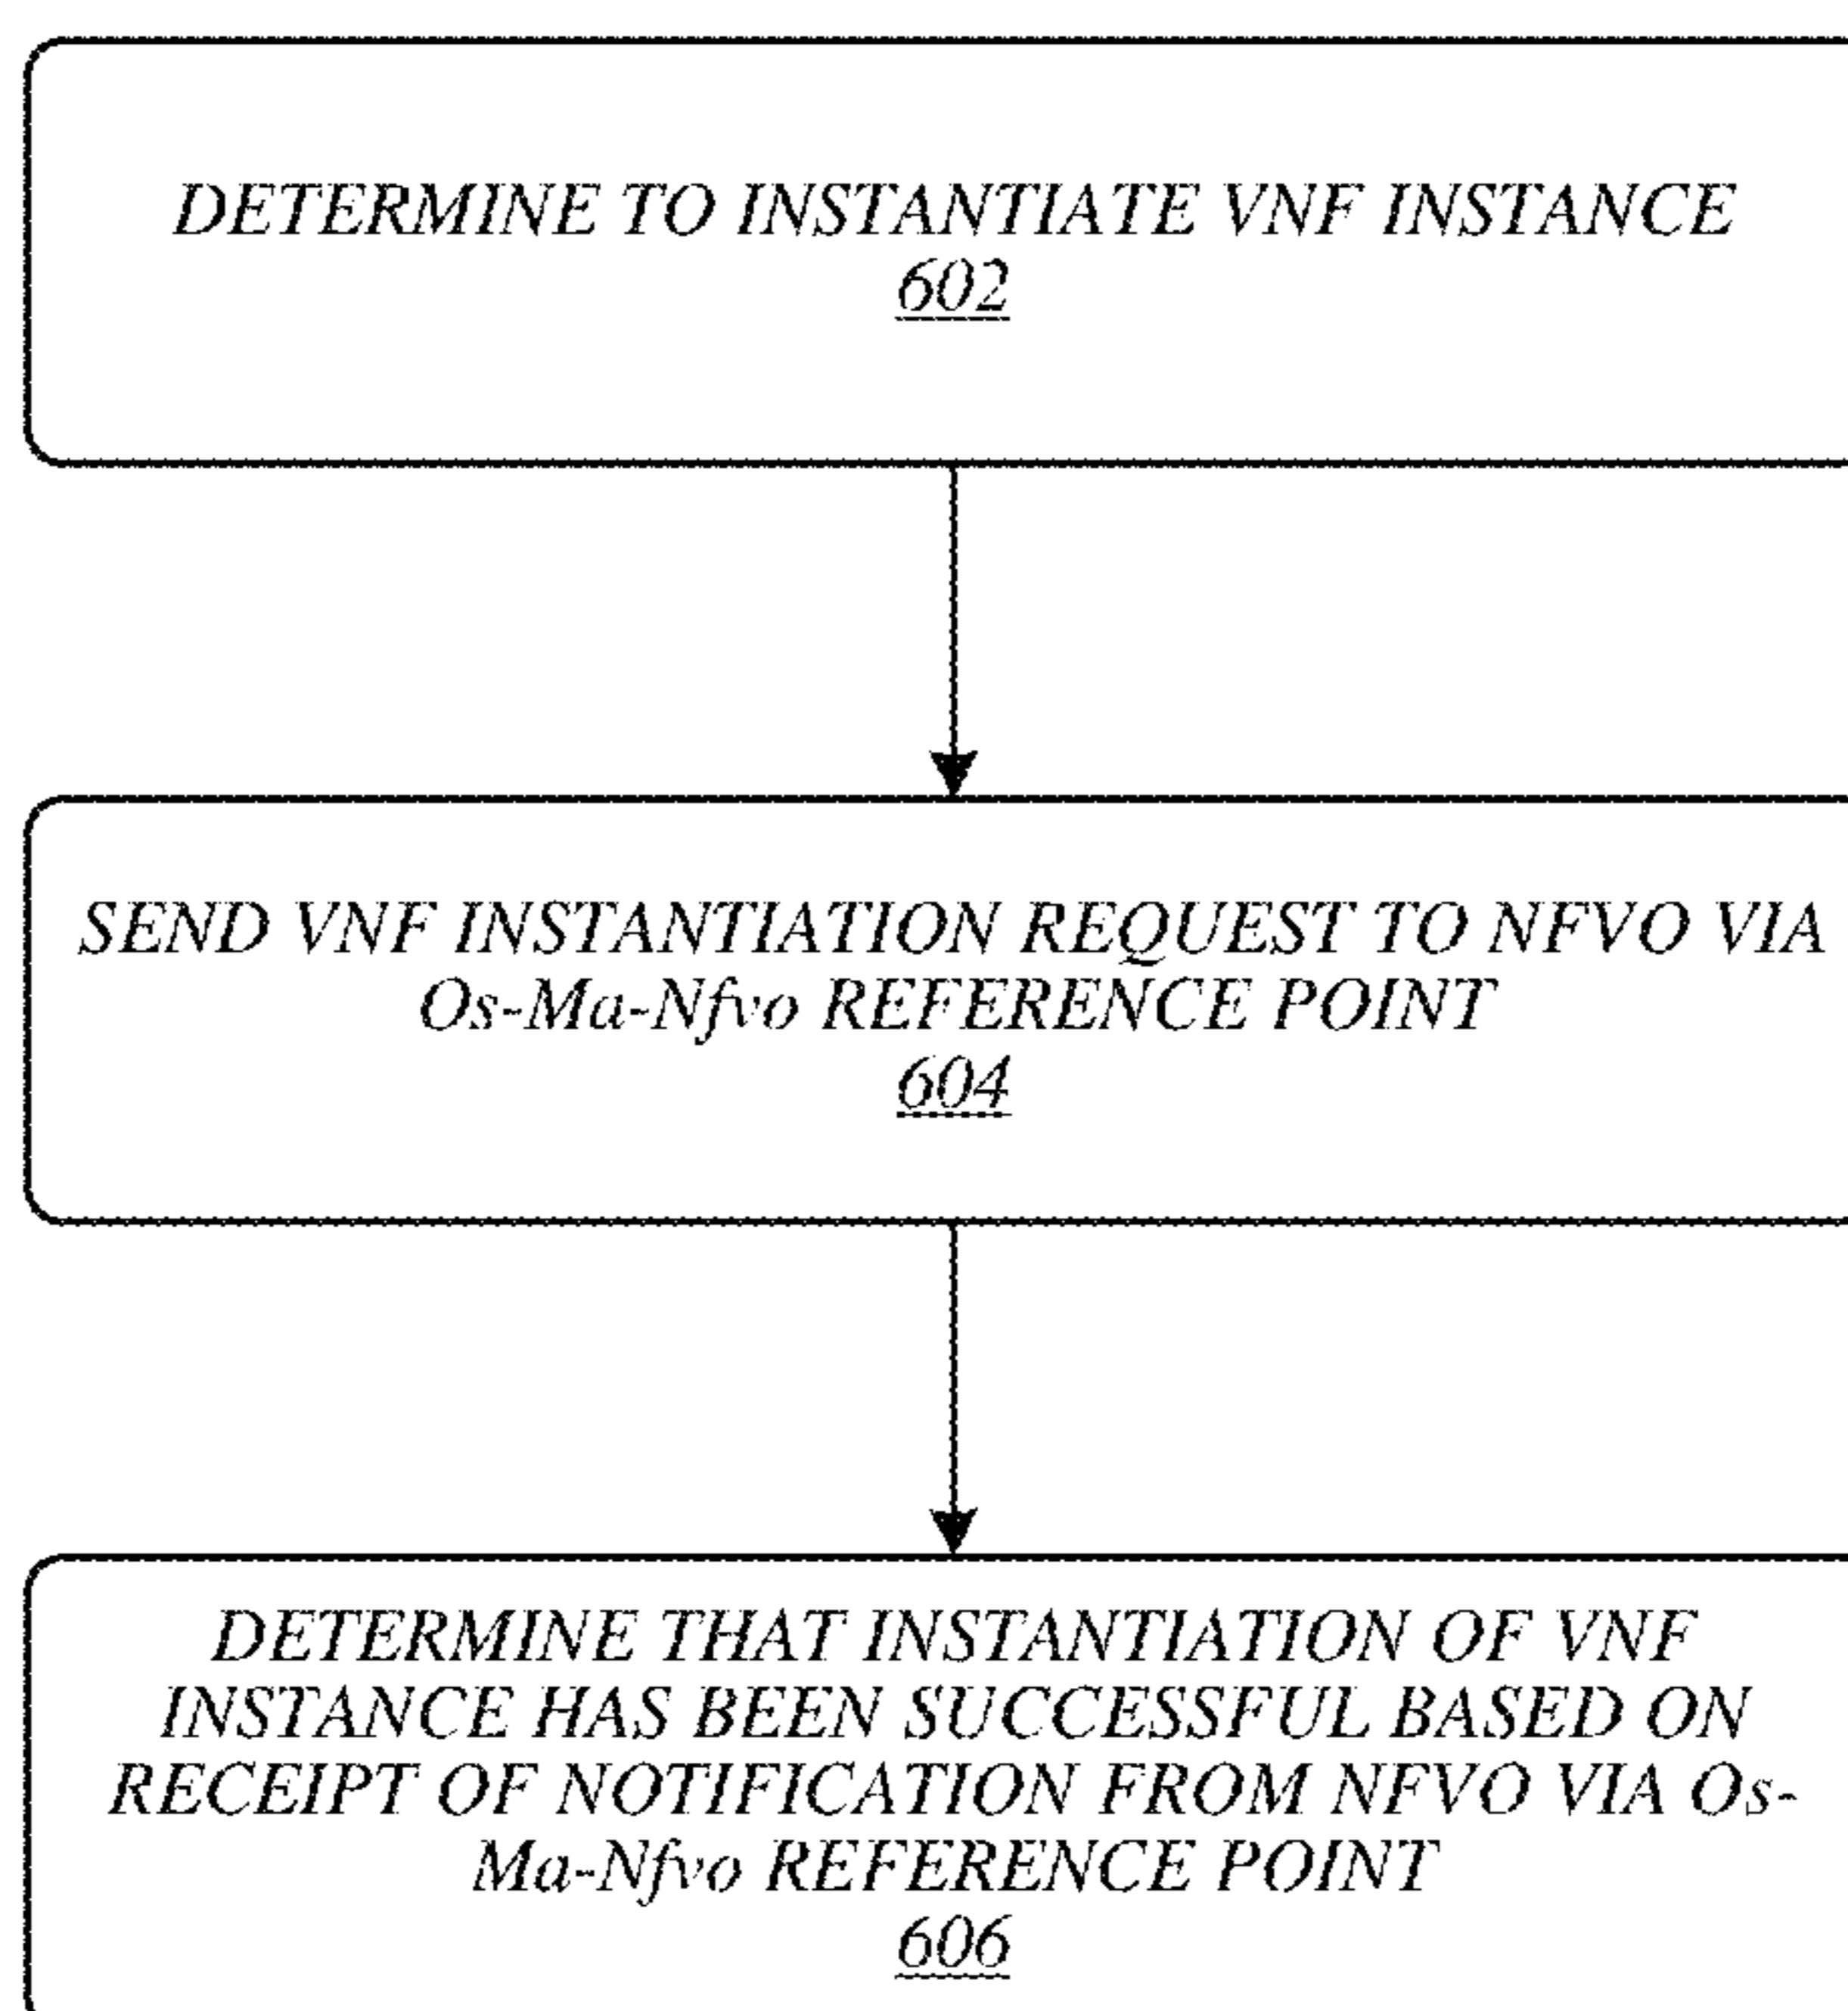 DETERMINE TO INSTANTIATE VNF INSTANCE
602
SEND VNF INSTANTIATION REQUEST TO NFVO VIA
Os-Ma-Nfvo REFERENCE POINT
604
DETERMINE THAT INSTANTIATION OF VNF
INSTANCE HAS BEEN SUCCESSFUL BASED ON
RECEIPT OF NOTIFICATION FROM NFVO VIA Os-
Ma-Nfvo REFERENCE POINT
606